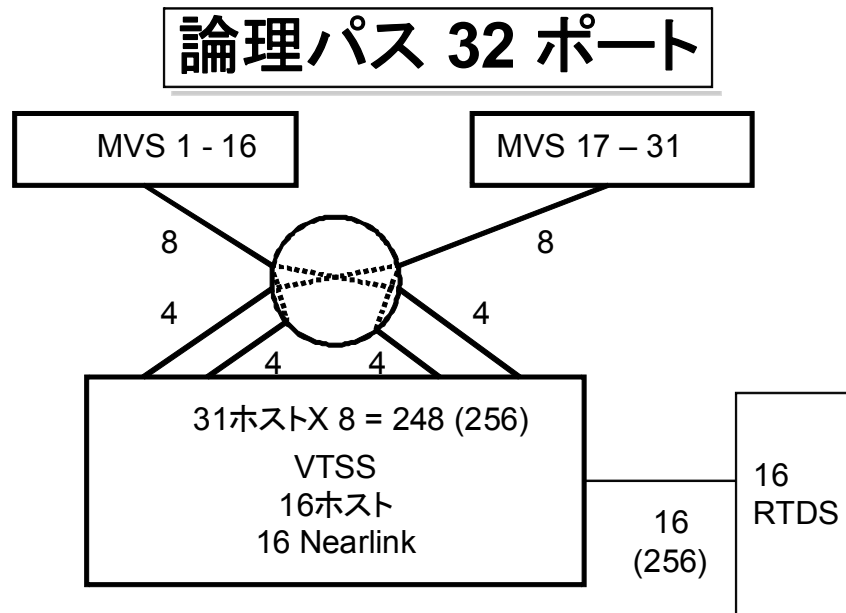 論理パス 32 ポート
MVS 1 - 16
MVS 17 – 31
8
8
4
4
4
4
31ホストX 8 = 248 (256)
VTSS
16ホスト
16 Nearlink
16
(256)
16
RTDS